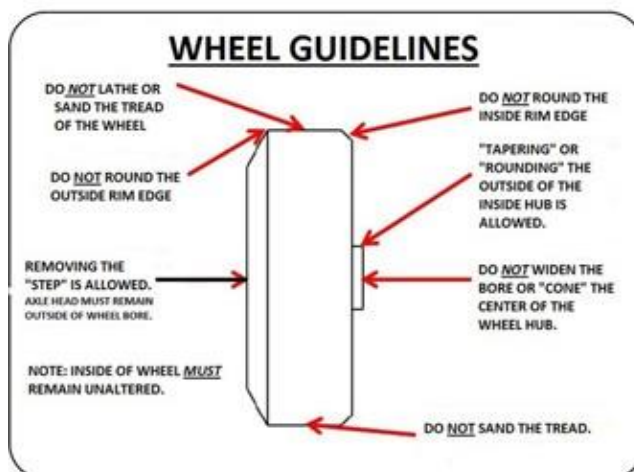 WHEEL GUIDELINES
DO NOT LATHE OR
SAND THE TREAD
OF THE WHEEL
DO NOT ROUND THE
INSIDE RIM EDGE
DO NOT ROUND THE
OUTSIDE RIM EDGE
"TAPERING" OR
"ROUNDING" THE
OUTSIDE OF THE
INSIDE HUB IS
ALLOWED.
REMOVING THE
"STEP" IS ALLOWED.
AXLE HEAD MUST REMAIN
OUTSIDE OF WHEEL BORE.
DO NOT WIDEN THE
BORE OR "CONE" THE
CENTER OF THE
WHEEL HUB.
NOTE: INSIDE OF WHEEL MUST
REMAIN UNALTERED.
DO NOT SAND THE TREAD.